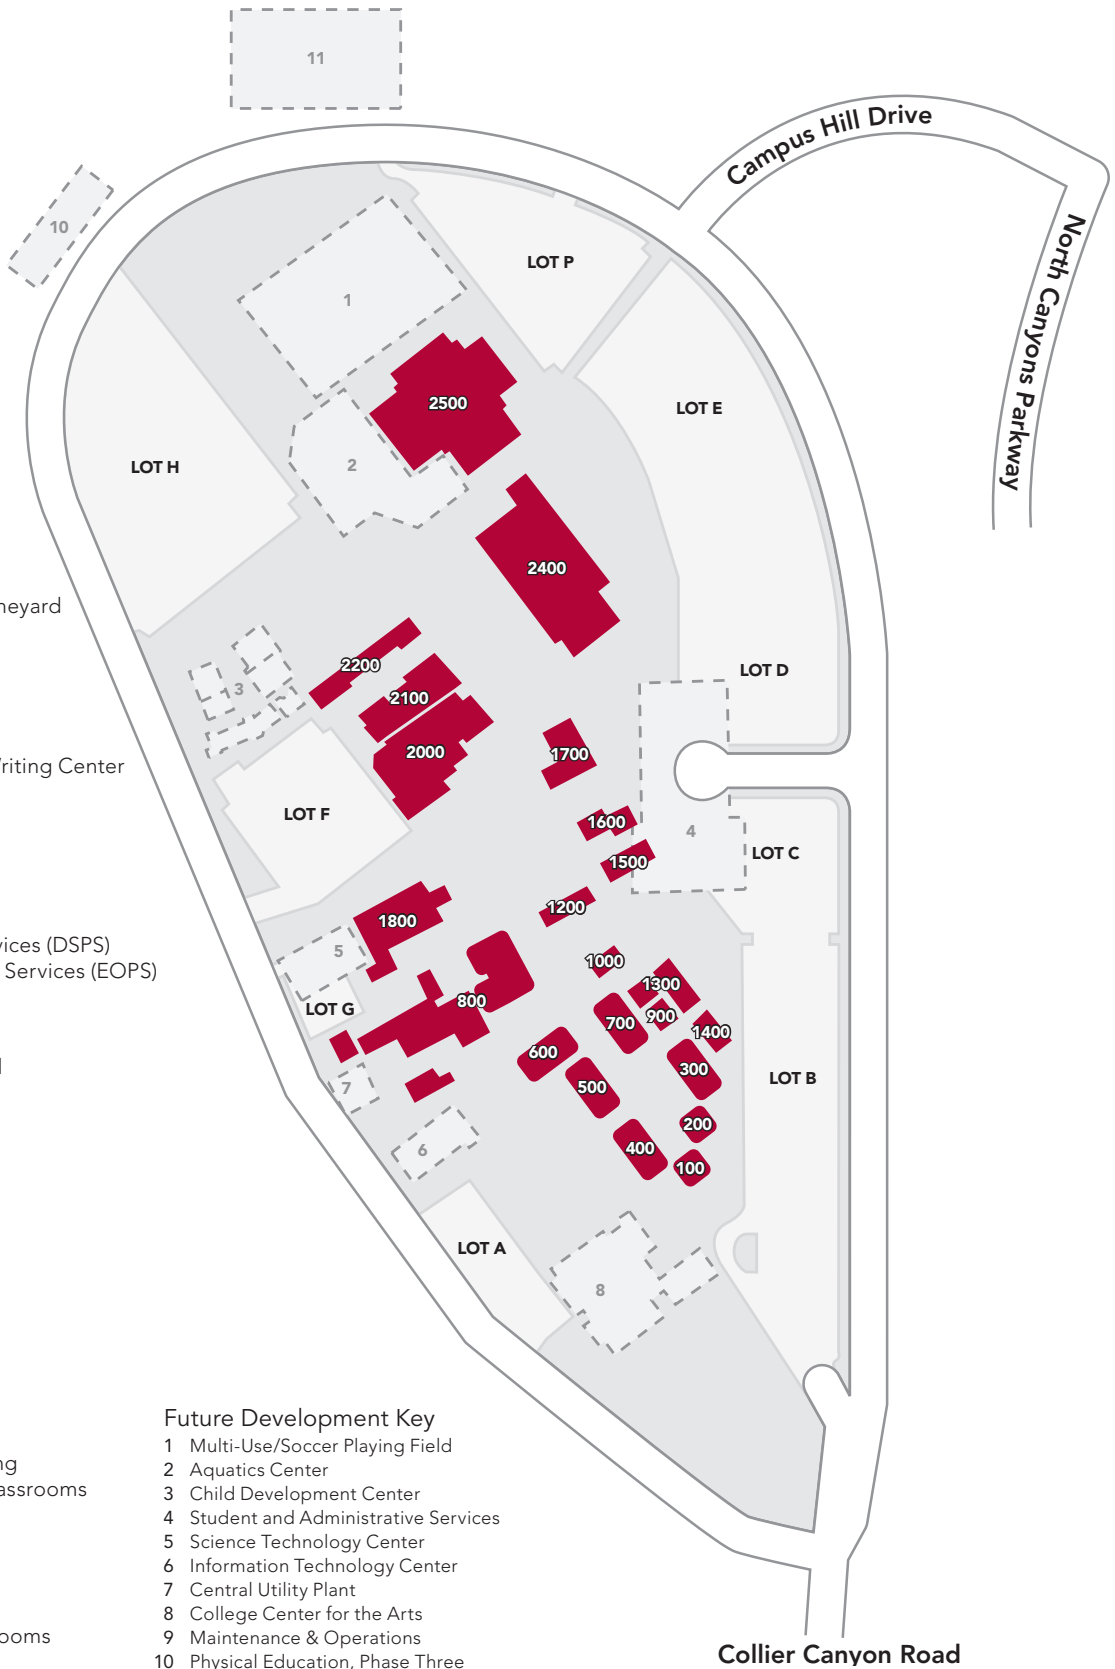 11
Campus Hill Drive
10
North Canyons Parkway
LOT P
1
2500
LOT E
LOT H
2
2400
neyard
2200
LOT D
3
2100
2000
1700
Writing Center
LOT F
1600
4
1500
LOT C
1200
1800
vices (DSPS)
5
1000
Services (EOPS)
1300
800
LOT G
900
700
1400
600
300
LOT B
500
7
200
400
6
100
LOT A
8
Future Development Key
1 Multi-Use/Soccer Playing Field
ng
2 Aquatics Center
assrooms
3 Child Development Center
4 Student and Administrative Services
5 Science Technology Center
6 Information Technology Center
7 Central Utility Plant
8 College Center for the Arts
ooms
9 Maintenance & Operations
10 Physical Education, Phase Three
Collier Canyon Road